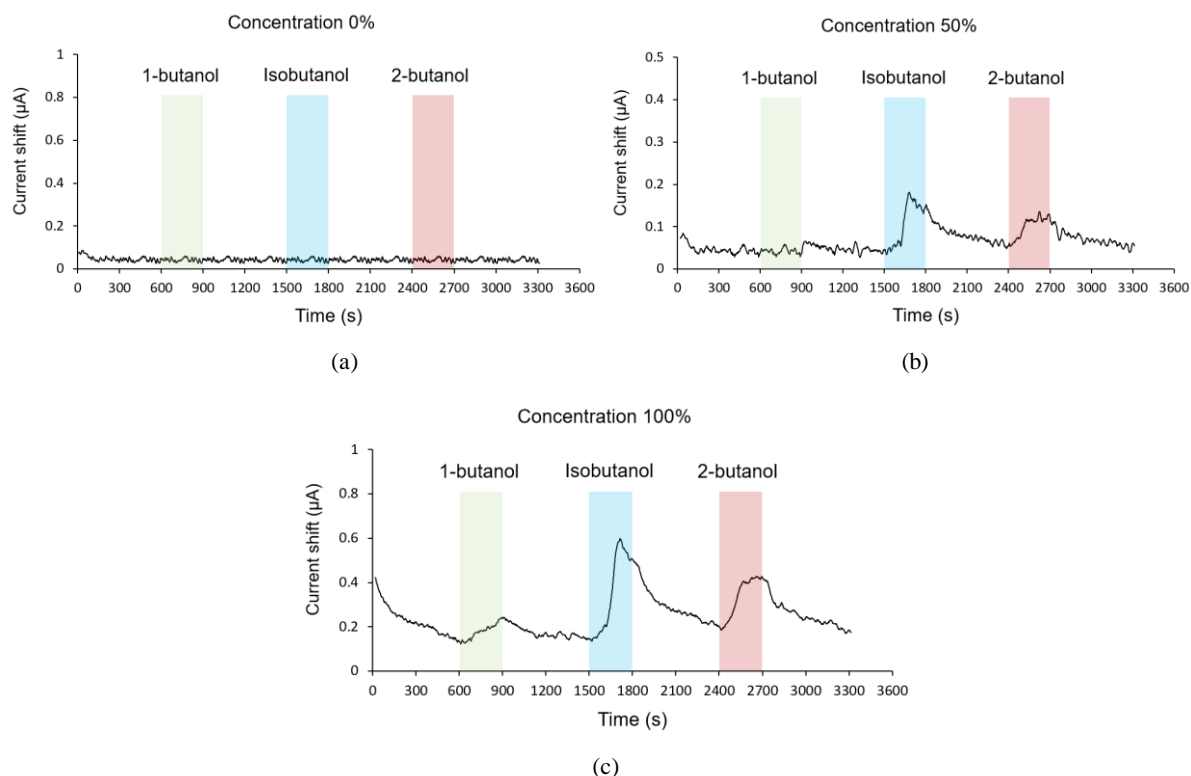 Concentration 0%
1
0.8
0.6
0.4
0.2
0
Current shift (µA)
1-butanol
Isobutanol
2-butanol
0 300 600 900 1200 1500 1800 2100 2400 2700 3000 3300 3600
Time (s)
(a)
Concentration 50%
0.5
0.4
0.3
0.2
0.1
0
Current shift (µA)
1-butanol
Isobutanol
2-butanol
0 300 600 900 1200 1500 1800 2100 2400 2700 3000 3300 3600
Time (s)
(b)
Concentration 100%
1
0.8
0.6
0.4
0.2
0
Current shift (µA)
1-butanol
Isobutanol
2-butanol
0 300 600 900 1200 1500 1800 2100 2400 2700 3000 3300 3600
Time (s)
(c)